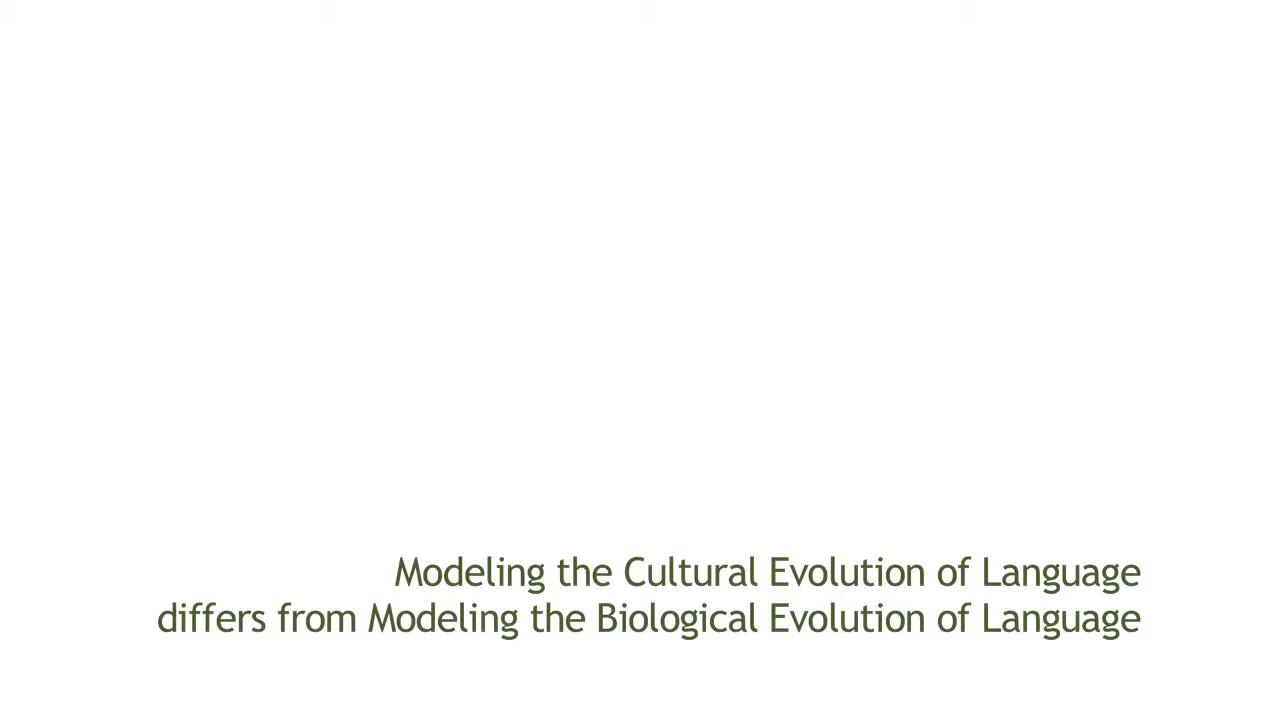 Modeling the Cultural Evolution of Language
differs from Modeling the Biological Evolution of Language